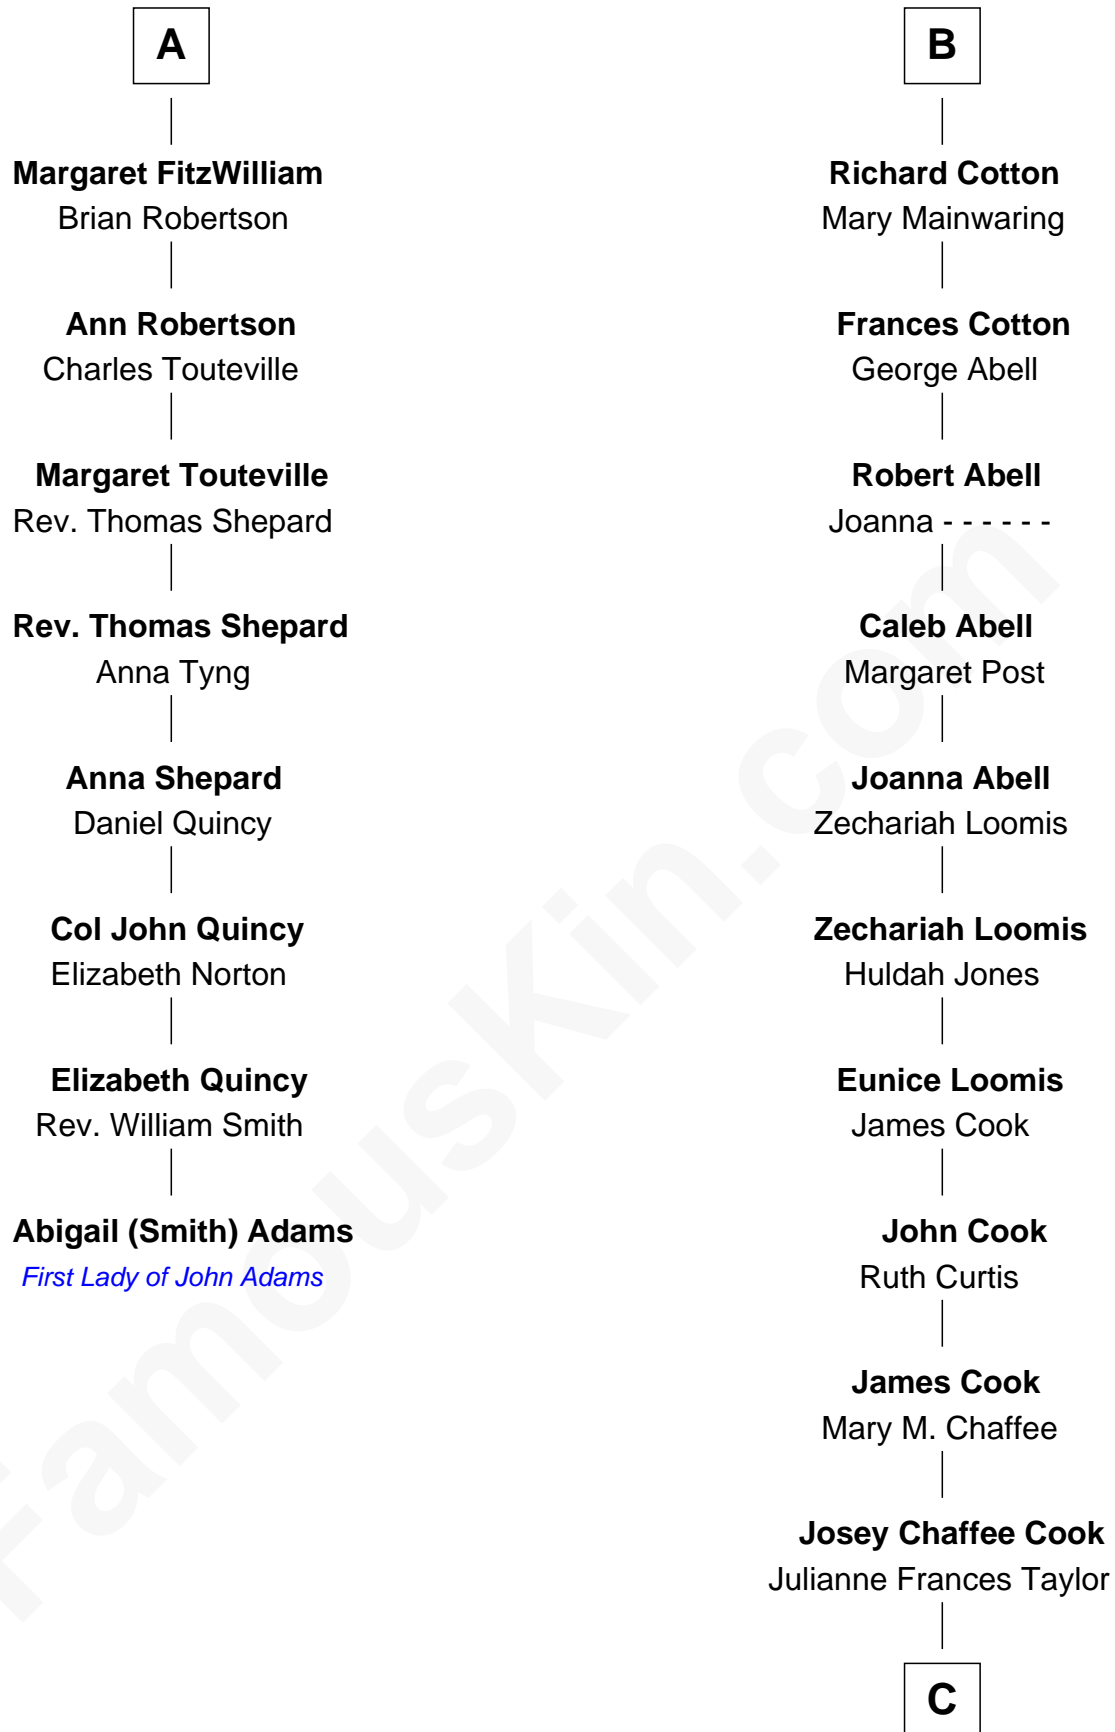 A
Margaret FitzWilliam
Brian Robertson
Ann Robertson
Charles Touteville
Margaret Touteville
Rev. Thomas Shepard
Rev. Thomas Shepard
Anna Tyng
Anna Shepard
Daniel Quincy
Col John Quincy
Elizabeth Norton
Elizabeth Quincy
Rev. William Smith
Abigail (Smith) Adams
First Lady of John Adams
B
Richard Cotton
Mary Mainwaring
Frances Cotton
George Abell
Robert Abell
Joanna - - - - - -
Caleb Abell
Margaret Post
Joanna Abell
Zechariah Loomis
Zechariah Loomis
Huldah Jones
Eunice Loomis
James Cook
John Cook
Ruth Curtis
James Cook
Mary M. Chaffee
Josey Chaffee Cook
Julianne Frances Taylor
C
FamousKin.com